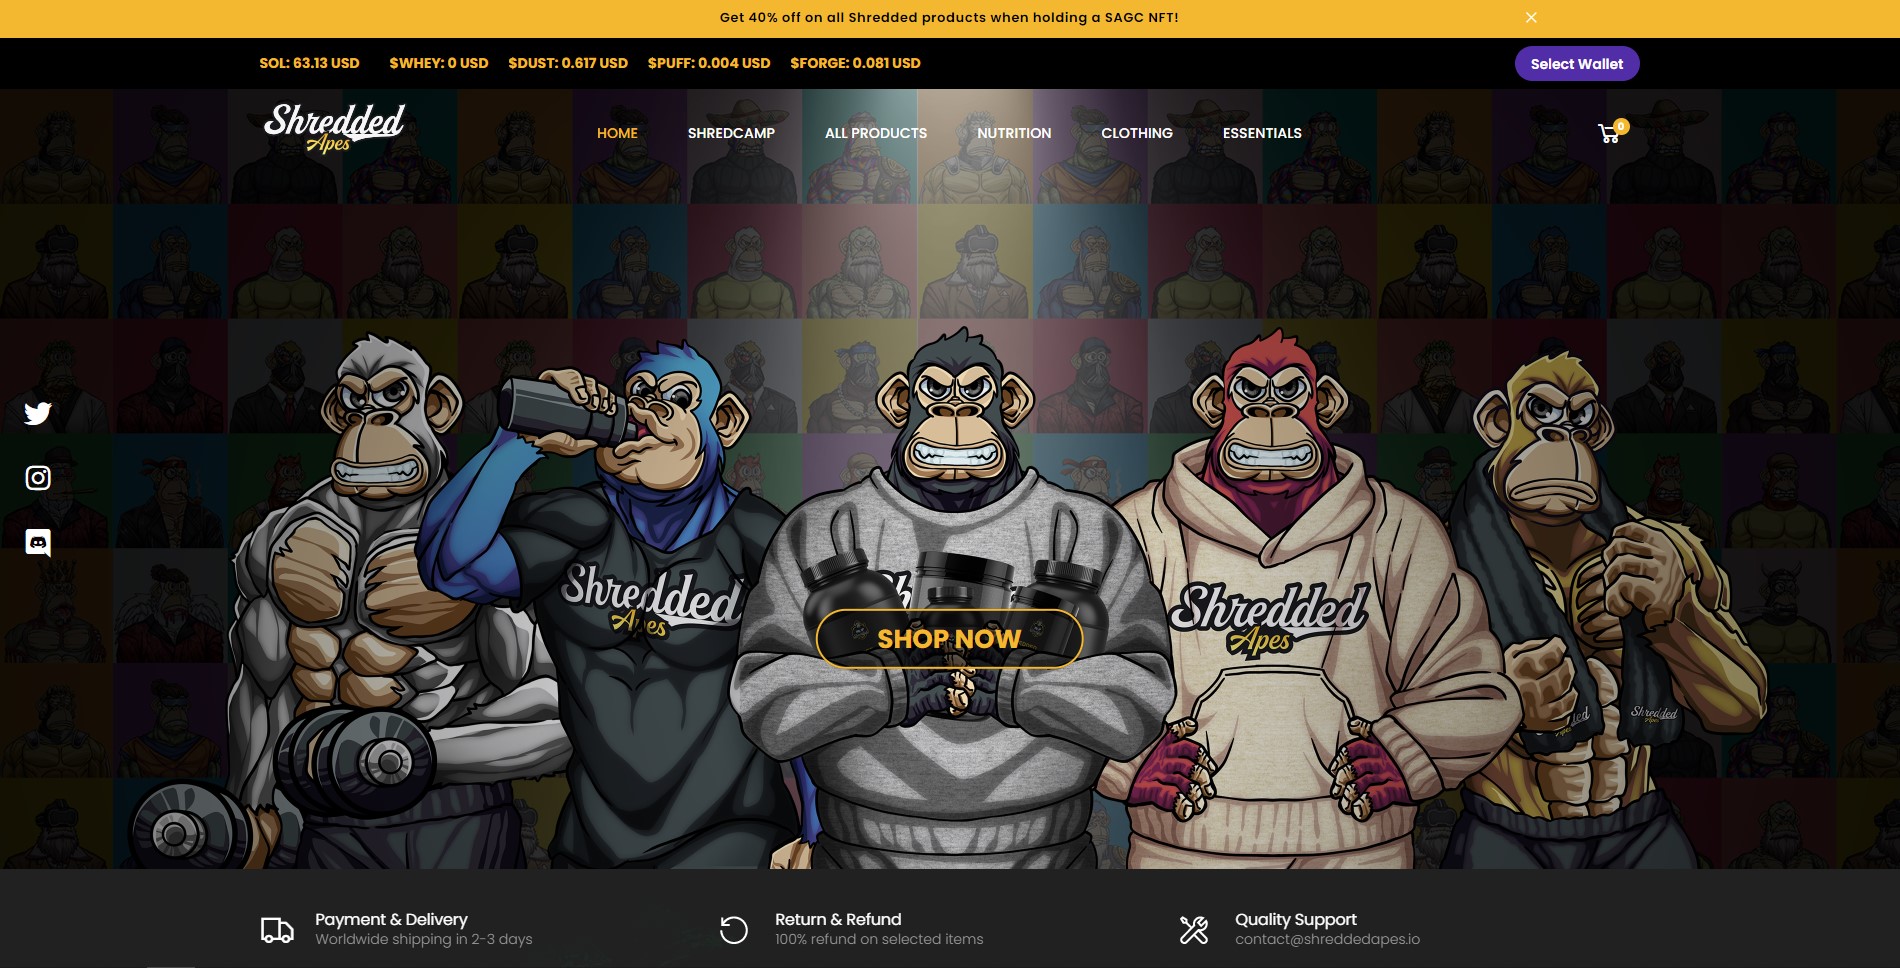 Get 40% off on all Shredded products when holding a SAGC NFT!
SOL: 63.13 USD $WHEY: 0 USD $DUST: 0.617 USD $PUFF: 0.004 USD $FORGE: 0.081 USD
Select Wallet
Shredded
Apes
HOME SHREDCAMP ALL PRODUCTS NUTRITION CLOTHING ESSENTIALS
0
Shredded
Apes
Shredded
Apes
SHOP NOW
Shredded
Payment & Delivery
Worldwide shipping in 2-3 days
Return & Refund
100% refund on selected items
Quality Support
contact@shreddedapes.io